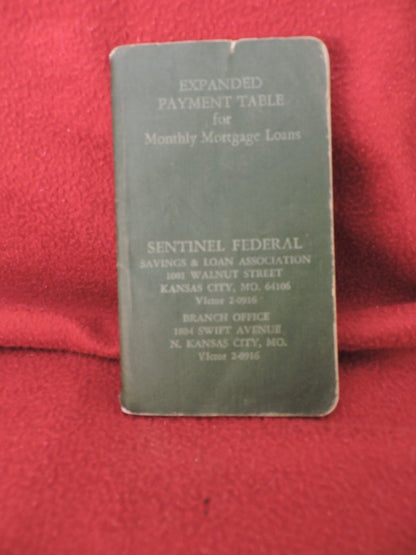 EXPANDED
PAYMENT TABLE
for
Monthly Mortgage Loans
SENTINEL FEDERAL
SAVINGS & LOAN ASSOCIATION
1001 WALNUT STREET
KANSAS CITY, MO. 64106
VIctor 2-0916
BRANCH OFFICE
1804 SWIFT AVENUE
N. KANSAS CITY, MO.
VIctor 2-0916